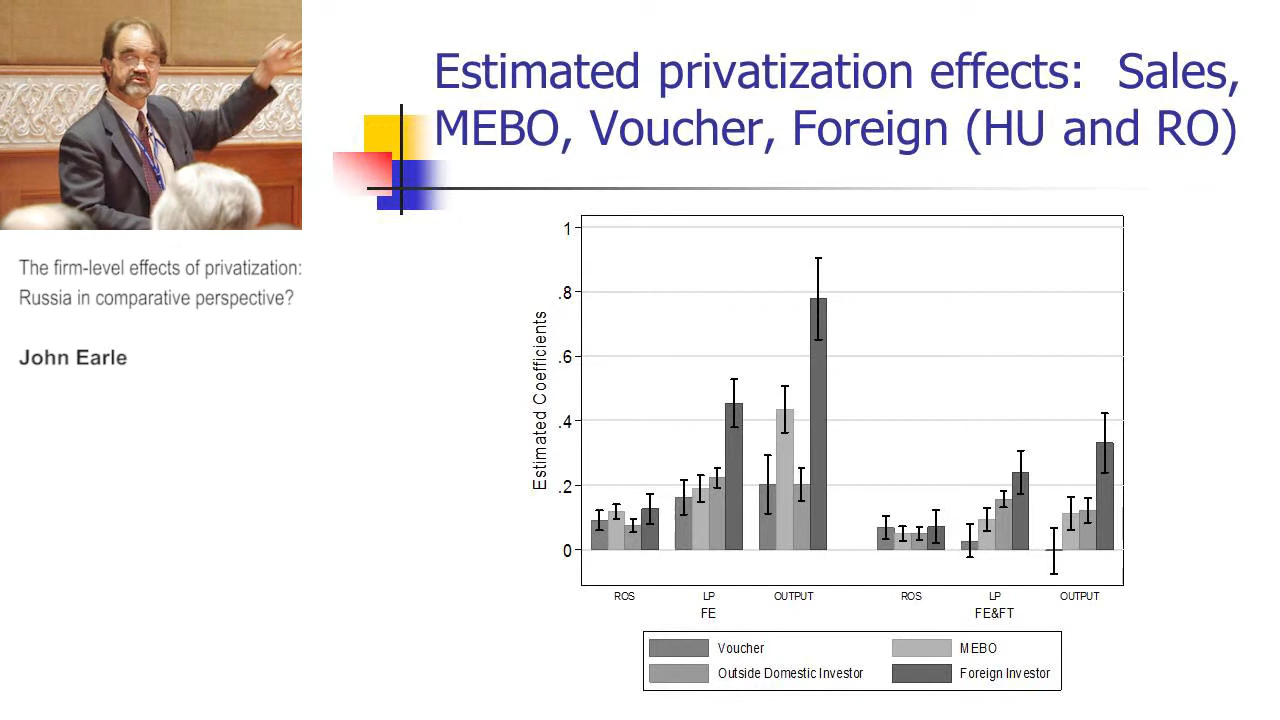 Estimated privatization effects: Sales,
MEBO, Voucher, Foreign (HU and RO)
The firm-level effects of privatization:
Russia in comparative perspective?
John Earle
Estimated Coefficients
1
.8
.6
.4
.2
0
ROS LP OUTPUT ROS LP OUTPUT
FE FE&FT
Voucher MEBO
Outside Domestic Investor Foreign Investor